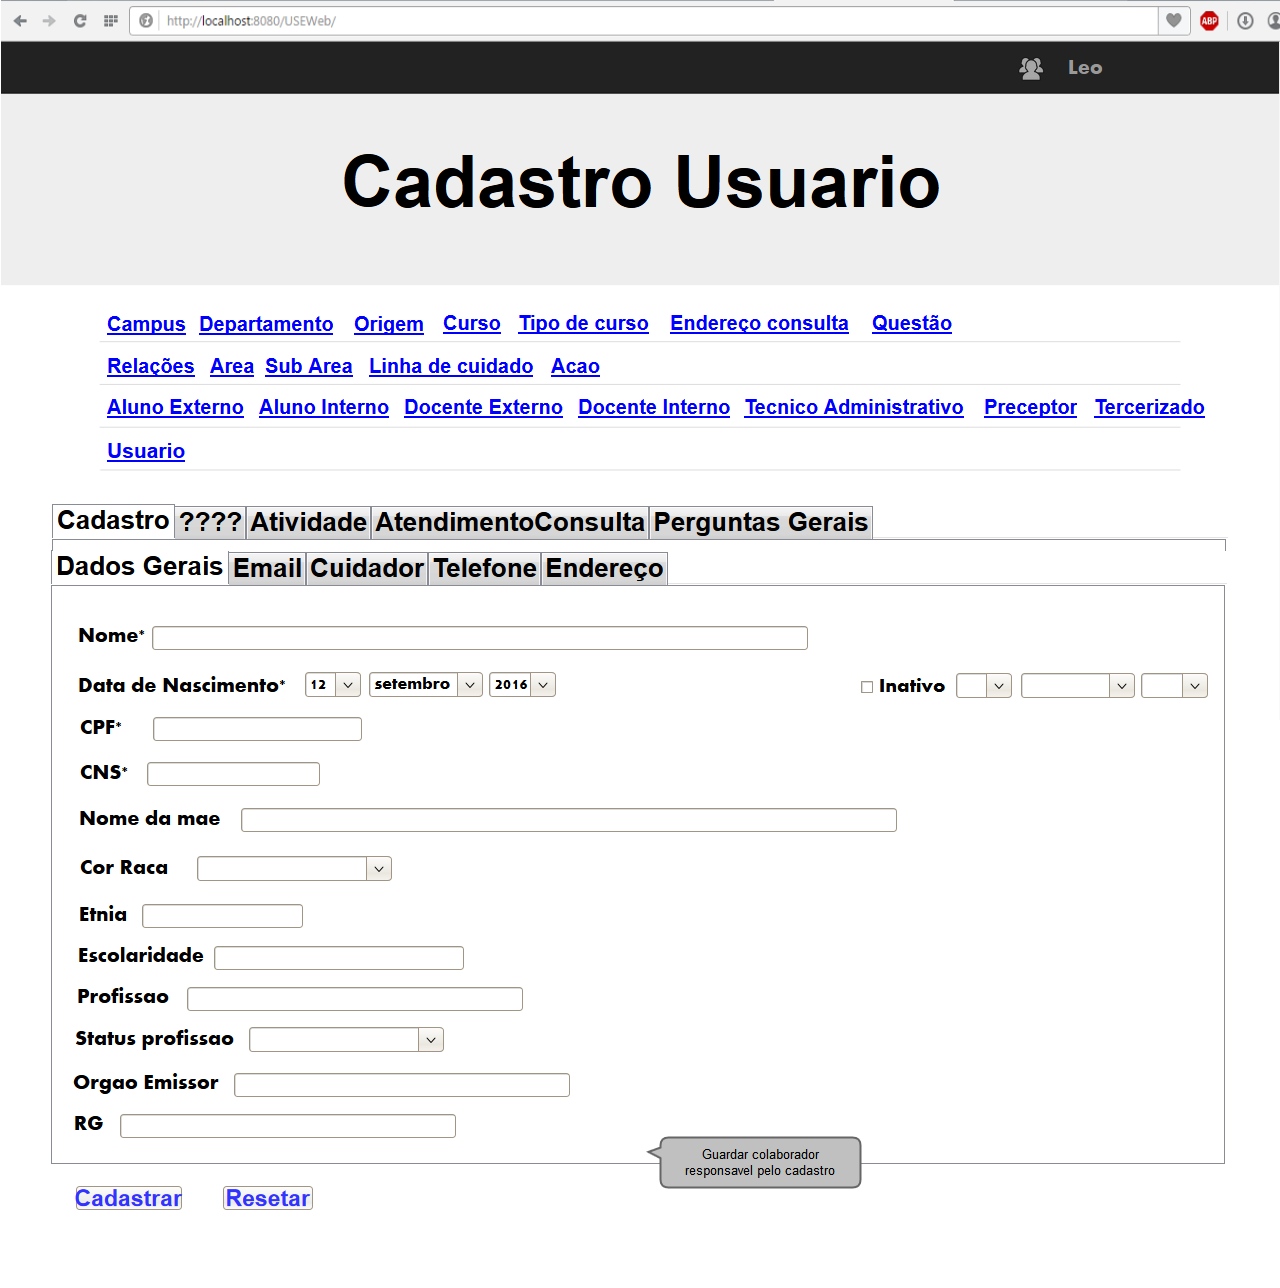 http://localhost:8080/USEWeb/
ABP
Leo
Cadastro Usuario
Campus Departamento Origem Curso Tipo de curso Endereço consulta Questão
Relações Area Sub Area Linha de cuidado Acao
Aluno Externo Aluno Interno Docente Externo Docente Interno Tecnico Administrativo Preceptor Tercerizado
Usuario
Cadastro ???? Atividade AtendimentoConsulta Perguntas Gerais
Dados Gerais Email Cuidador Telefone Endereço
Nome*
Data de Nascimento* 12 setembro 2016 Inativo
CPF*
CNS*
Nome da mae
Cor Raca
Etnia
Escolaridade
Profissao
Status profissao
Orgao Emissor
RG
Guardar colaborador
responsavel pelo cadastro
Cadastrar Resetar